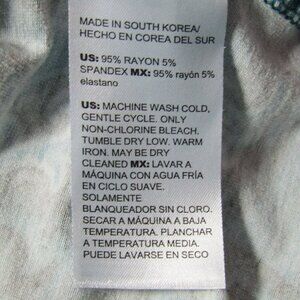 MADE IN SOUTH KOREA/
HECHO EN COREA DEL SUR
US: 95% RAYON 5%
SPANDEX MX: 95% rayón 5%
elastano
US: MACHINE WASH COLD,
GENTLE CYCLE. ONLY
NON-CHLORINE BLEACH.
TUMBLE DRY LOW. WARM
IRON. MAY BE DRY
CLEANED MX: LAVAR A
MÁQUINA CON AGUA FRÍA
EN CICLO SUAVE.
SOLAMENTE
BLANQUEADOR SIN CLORO.
SECAR A MÁQUINA A BAJA
TEMPERATURA. PLANCHAR
A TEMPERATURA MEDIA.
PUEDE LAVARSE EN SECO